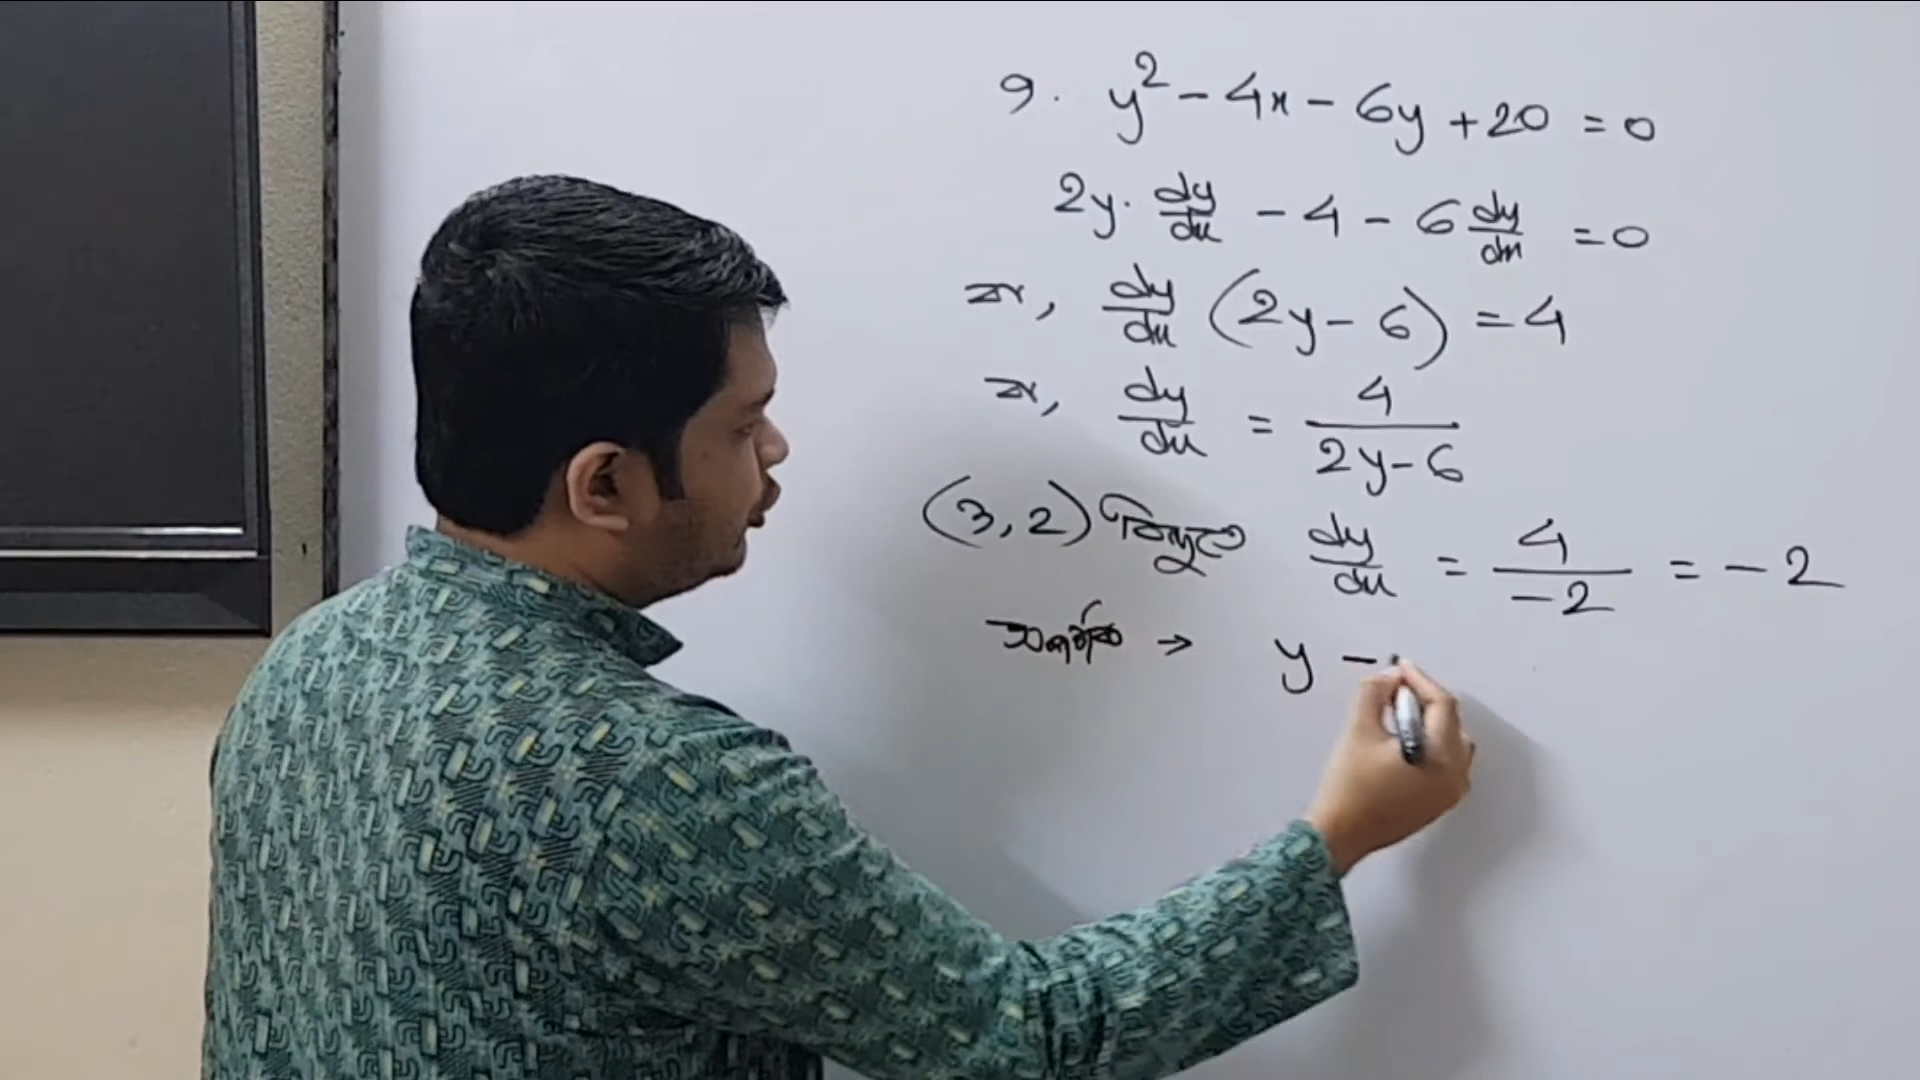 9. y² - 4x - 6y + 20 = 0
2y. dy/dx - 4 - 6 dy/dx = 0
বা, dy/dx (2y - 6) = 4
বা, dy/dx = 4/(2y - 6)
(3, 2) বিন্দুতে dy/dx = 4/-2 = -2
স্পর্শক → y -